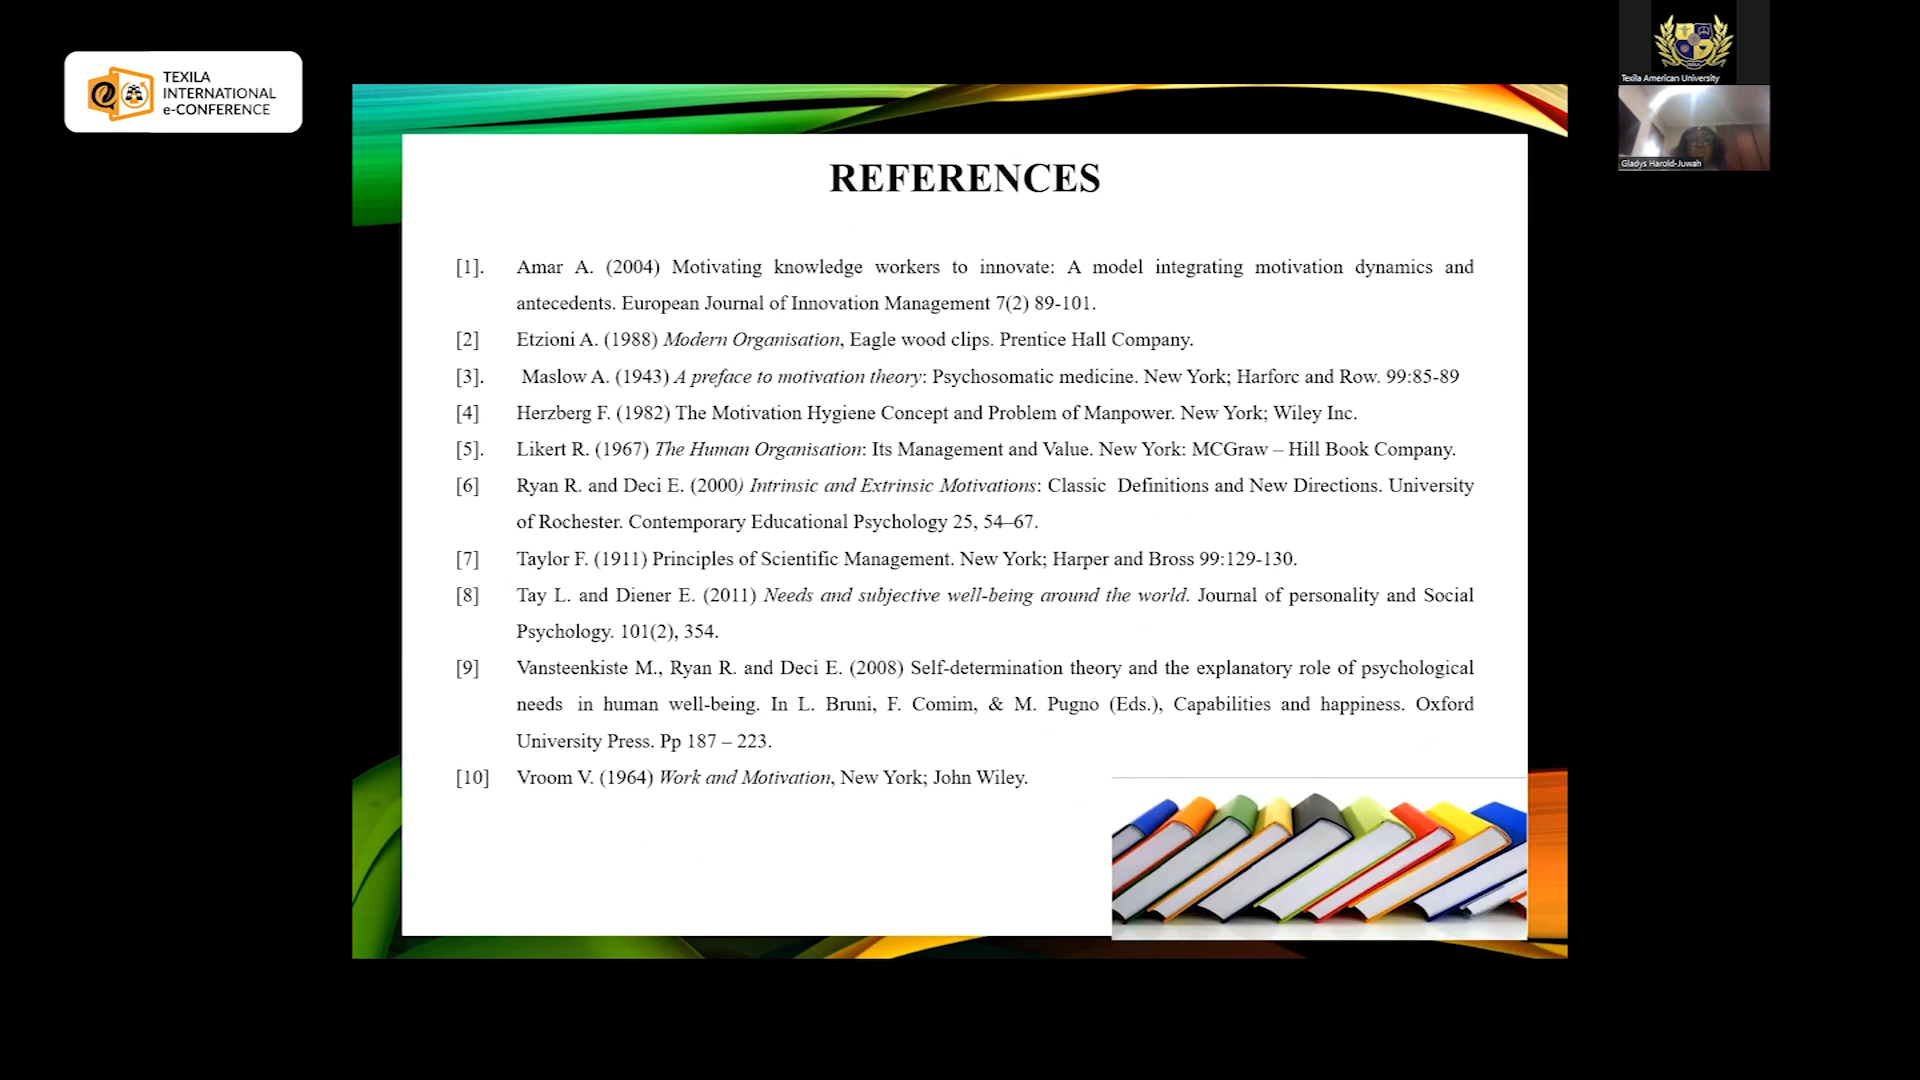 TEXILA
INTERNATIONAL
e-CONFERENCE
Texila American University
Gladys Harold-Juwah
REFERENCES
[1]. Amar A. (2004) Motivating knowledge workers to innovate: A model integrating motivation dynamics and
antecedents. European Journal of Innovation Management 7(2) 89-101.
[2] Etzioni A. (1988) Modern Organisation, Eagle wood clips. Prentice Hall Company.
[3]. Maslow A. (1943) A preface to motivation theory: Psychosomatic medicine. New York; Harforc and Row. 99:85-89
[4] Herzberg F. (1982) The Motivation Hygiene Concept and Problem of Manpower. New York; Wiley Inc.
[5]. Likert R. (1967) The Human Organisation: Its Management and Value. New York: MCGraw – Hill Book Company.
[6] Ryan R. and Deci E. (2000) Intrinsic and Extrinsic Motivations: Classic Definitions and New Directions. University
of Rochester. Contemporary Educational Psychology 25, 54–67.
[7] Taylor F. (1911) Principles of Scientific Management. New York; Harper and Bross 99:129-130.
[8] Tay L. and Diener E. (2011) Needs and subjective well-being around the world. Journal of personality and Social
Psychology. 101(2), 354.
[9] Vansteenkiste M., Ryan R. and Deci E. (2008) Self-determination theory and the explanatory role of psychological
needs in human well-being. In L. Bruni, F. Comim, & M. Pugno (Eds.), Capabilities and happiness. Oxford
University Press. Pp 187 – 223.
[10] Vroom V. (1964) Work and Motivation, New York; John Wiley.